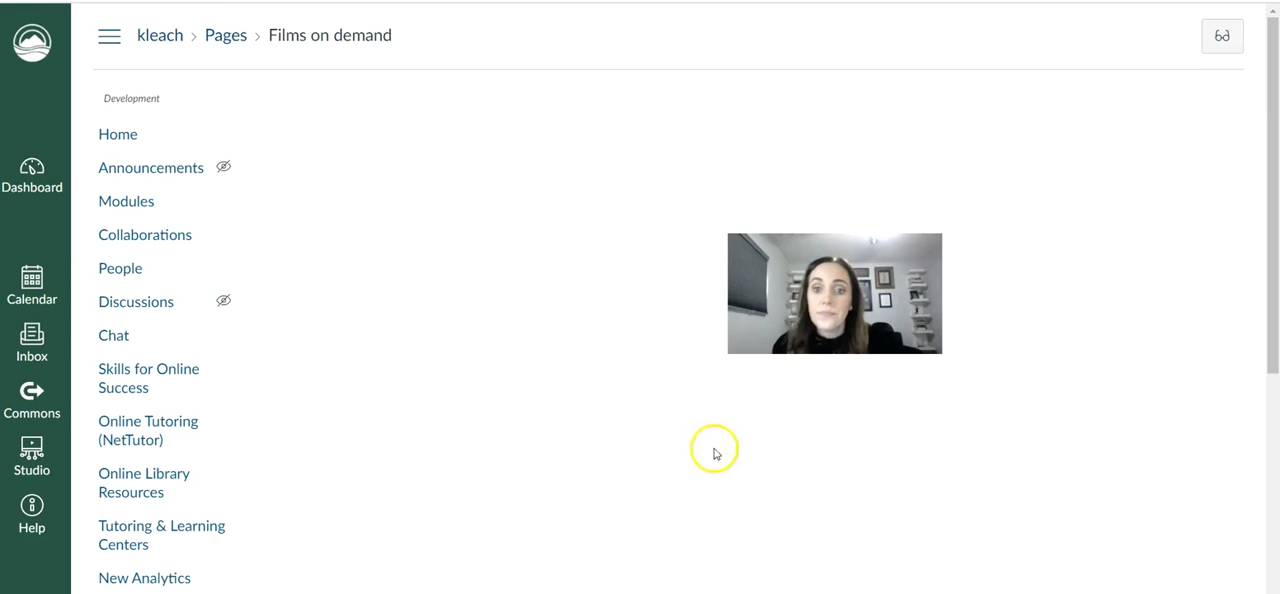 kleach > Pages > Films on demand
Development
Home
Announcements
Modules
Collaborations
People
Discussions
Chat
Skills for Online
Success
Online Tutoring
(NetTutor)
Online Library
Resources
Tutoring & Learning
Centers
New Analytics
Dashboard
Calendar
Inbox
Commons
Studio
Help